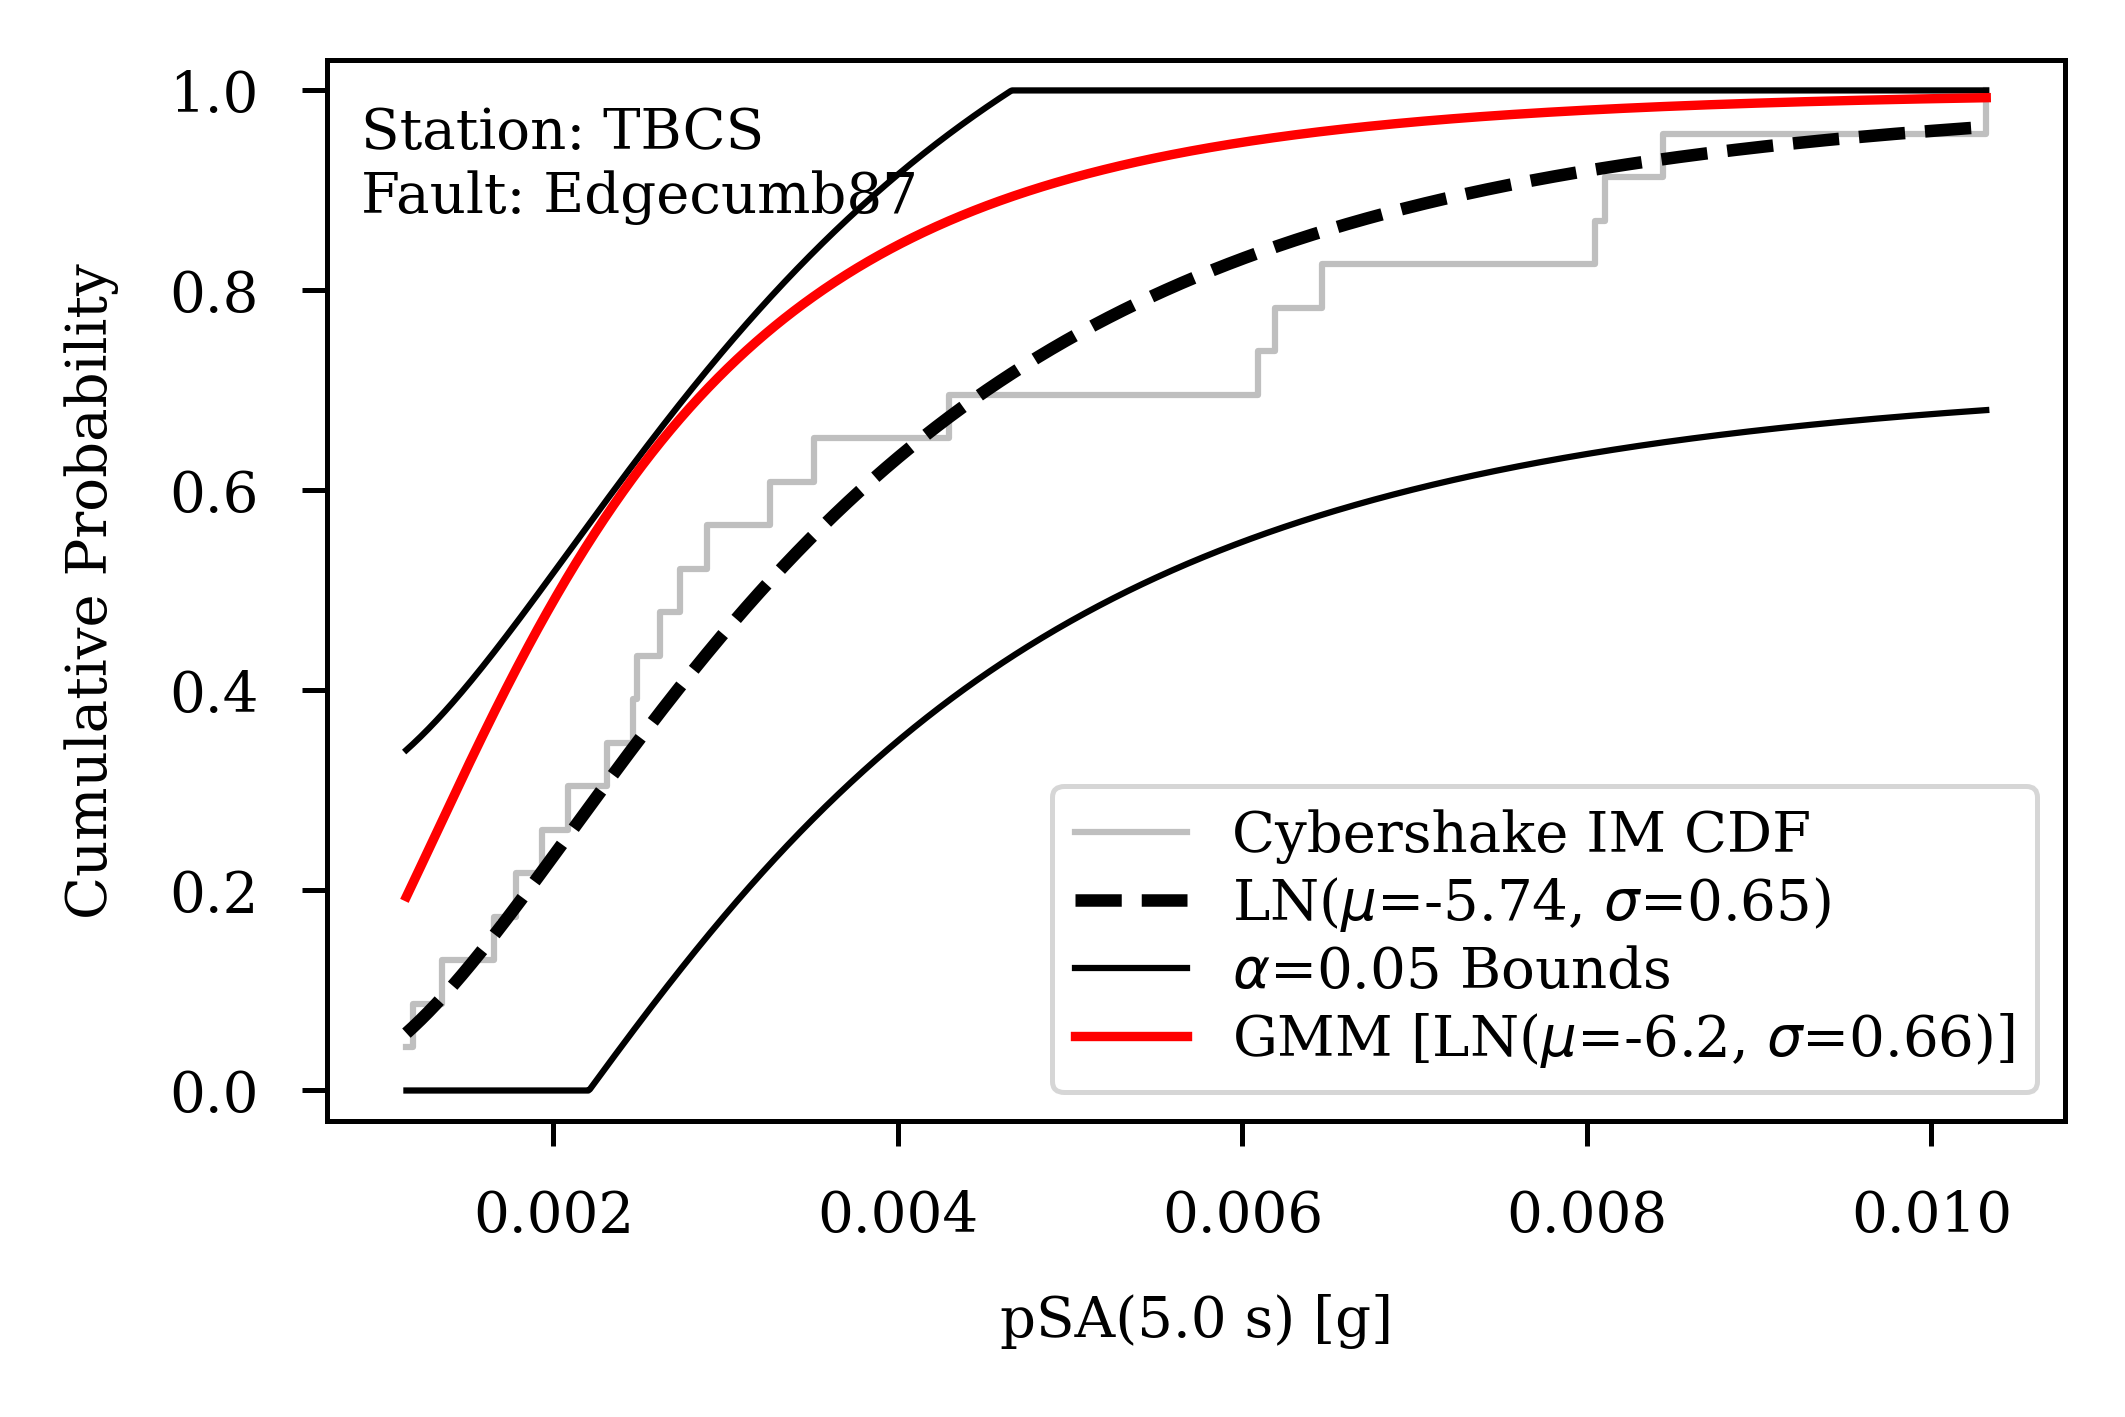 Station: TBCS
Fault: Edgecumb87
Cumulative Probability
1.0
0.8
0.6
0.4
0.2
0.0
Cybershake IM CDF
LN(μ=-5.74, σ=0.65)
α=0.05 Bounds
GMM [LN(μ=-6.2, σ=0.66)]
0.002 0.004 0.006 0.008 0.010
pSA(5.0 s) [g]